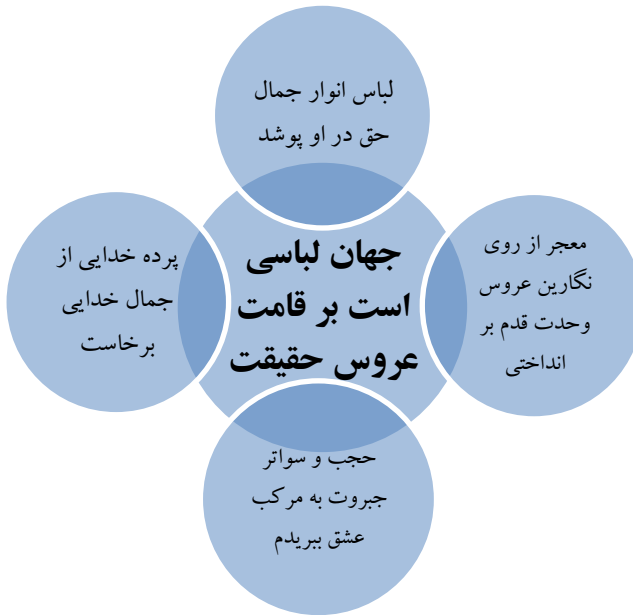 لباس انوار جمال
حق در او پوشد
معجر از روی
نگارین عروس
وحدت قدم بر
انداختی
جهان لباسی
است بر قامت
عروس حقیقت
پرده خدایی از
جمال خدایی
برخاست
حجب و سواتر
جبروت به مرکب
عشق ببریدم